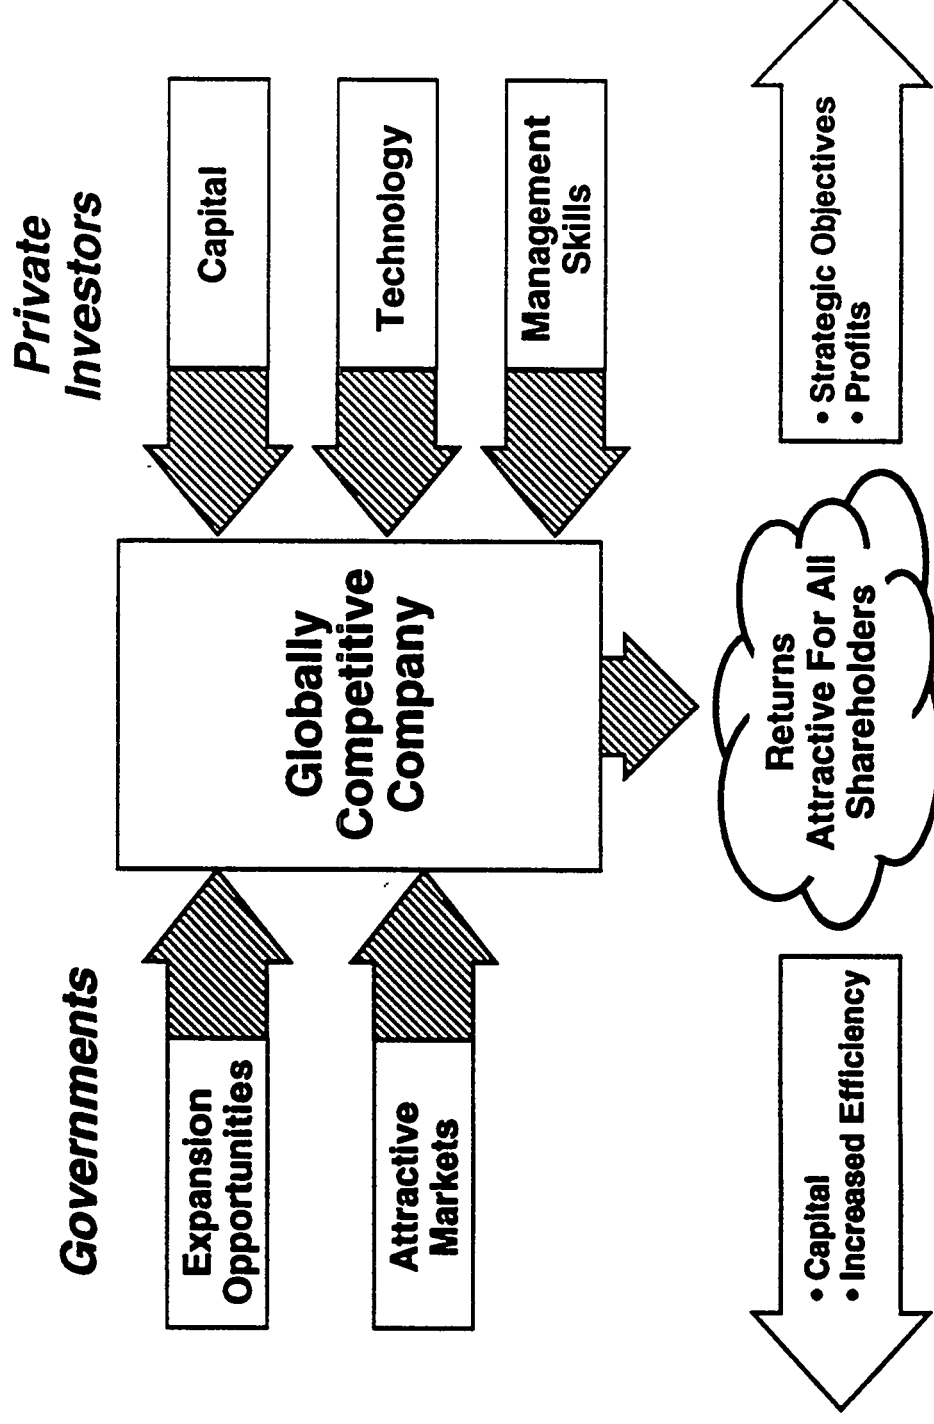 Governments
Private
Investors
Expansion
Opportunities
Attractive
Markets
Globally
Competitive
Company
Capital
Technology
Management
Skills
• Capital
• Increased Efficiency
Returns
Attractive For All
Shareholders
• Strategic Objectives
• Profits